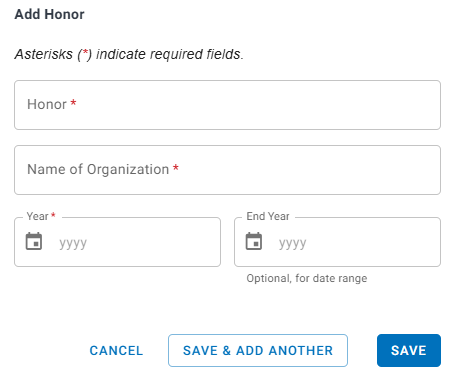 Add Honor
Asterisks (*) indicate required fields.
Honor *
Name of Organization *
Year * End Year
yyyy yyyy
Optional, for date range
CANCEL SAVE & ADD ANOTHER SAVE